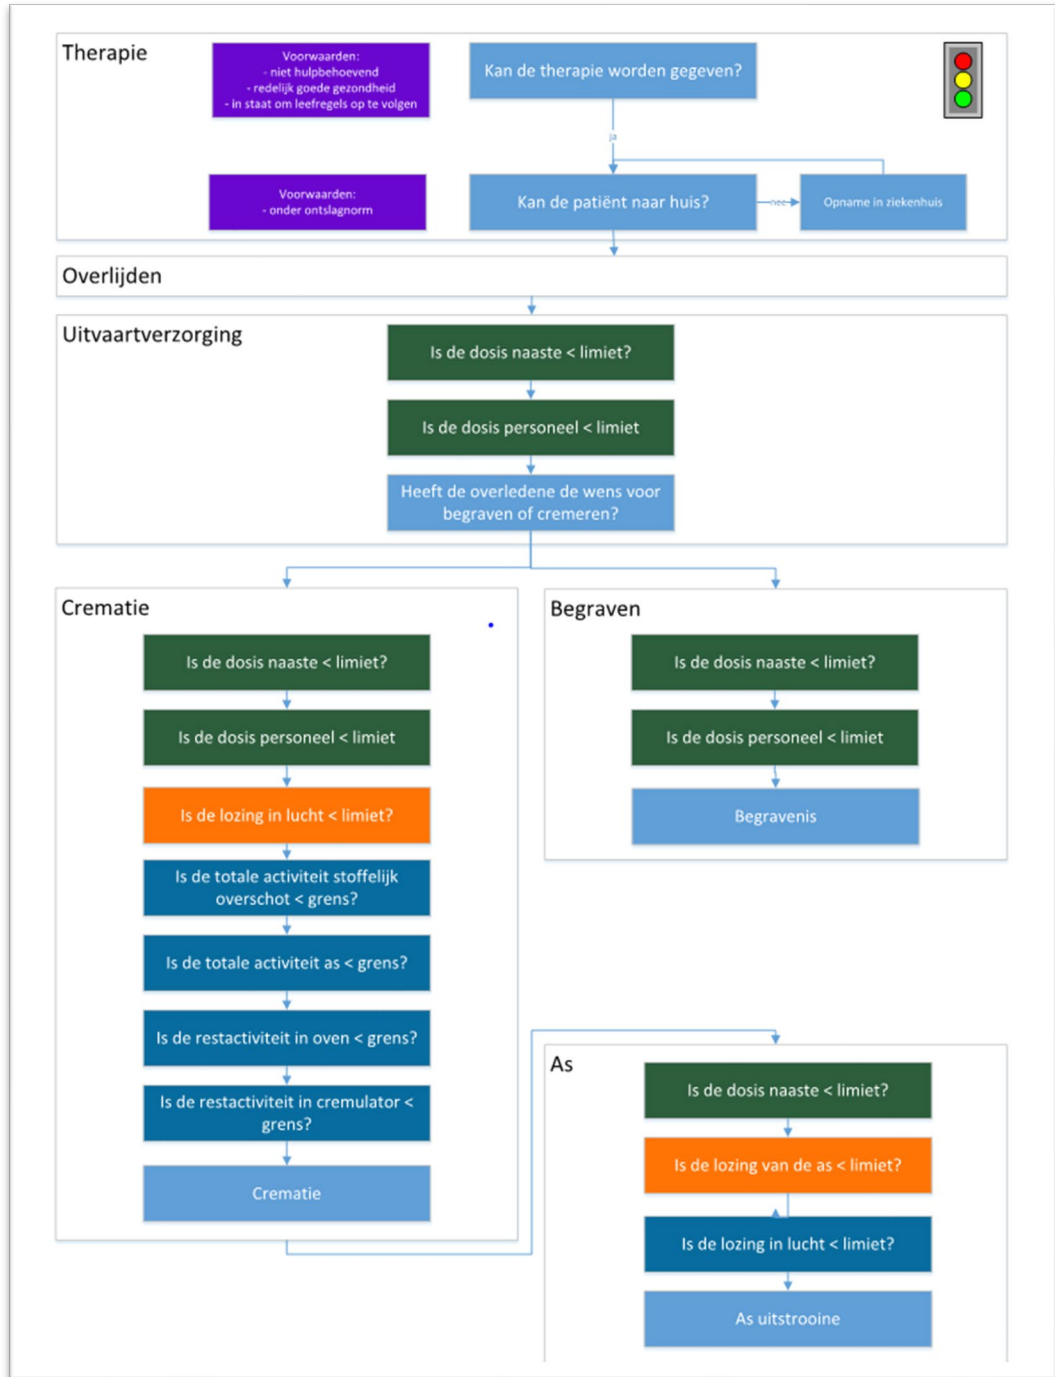 Therapie
Voorwaarden:
- niet hulpbehoevend
- redelijk goede gezondheid
- in staat om leefregels op te volgen
Kan de therapie worden gegeven?
ja
Voorwaarden:
- onder ontslagnorm
Kan de patiënt naar huis?
nee
Opname in ziekenhuis
Overlijden
Uitvaartverzorging
Is de dosis naaste < limiet?
Is de dosis personeel < limiet
Heeft de overledene de wens voor
begraven of cremeren?
Crematie
Is de dosis naaste < limiet?
Is de dosis personeel < limiet
Is de lozing in lucht < limiet?
Is de totale activiteit stoffelijk
overschot < grens?
Is de totale activiteit as < grens?
Is de restactiviteit in oven < grens?
Is de restactiviteit in cremulator <
grens?
Crematie
Begraven
Is de dosis naaste < limiet?
Is de dosis personeel < limiet
Begravenis
As
Is de dosis naaste < limiet?
Is de lozing van de as < limiet?
Is de lozing in lucht < limiet?
As uitstrooine